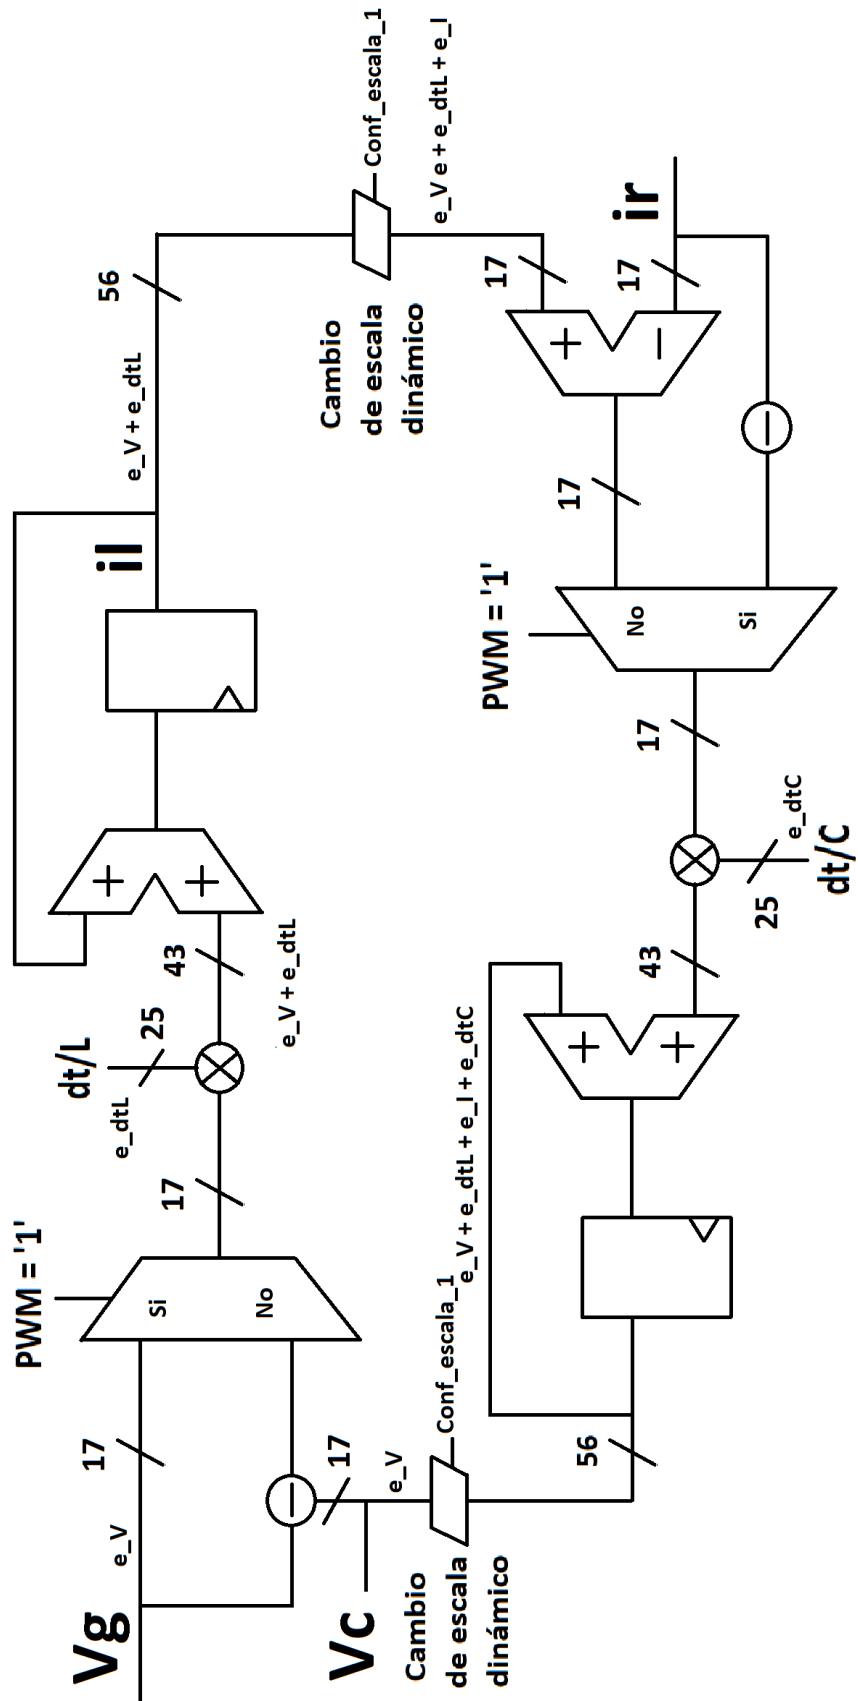 PWM = '1'
Vg
e_V
17
Si
No
17
dt/L
e_dtL
25
43
e_V + e_dtL
il
e_V + e_dtL
56
Cambio
de escala
dinámico
Conf_escala_1
e_V e + e_dtL + e_I
Vc
17
e_V
Cambio
de escala
dinámico
Conf_escala_1
e_V + e_dtL + e_I + e_dtC
56
43
25
e_dtC
dt/C
17
PWM = '1'
No
Si
17
17
17
ir